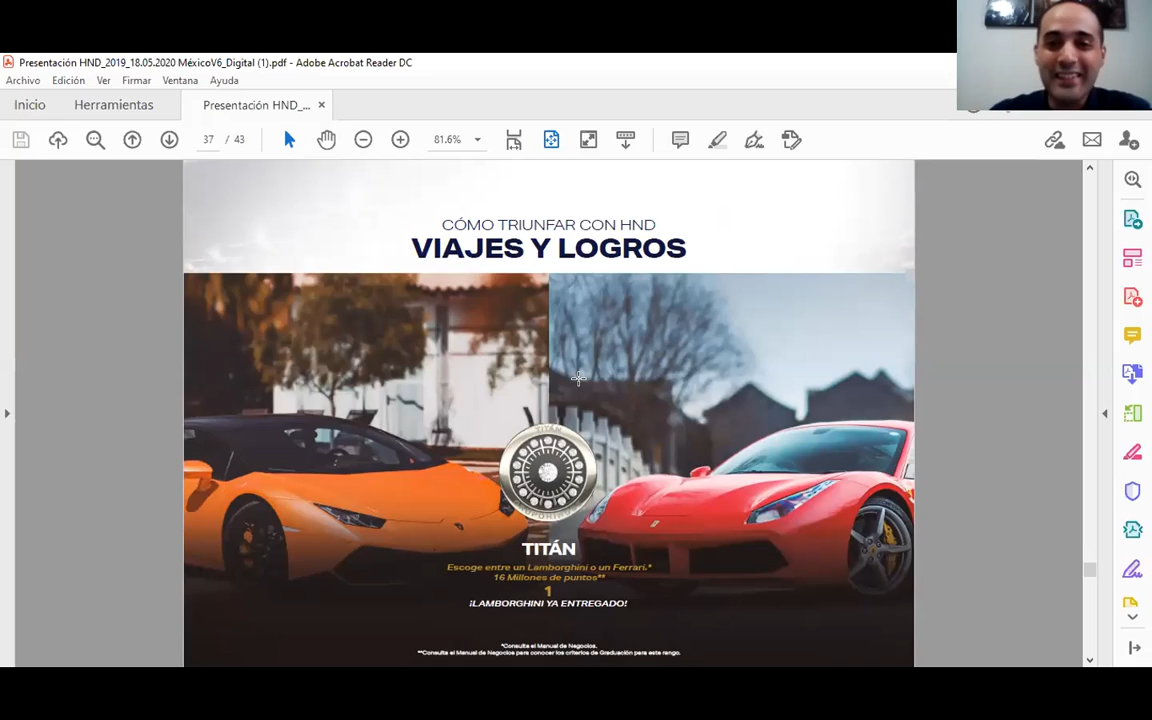 Presentación HND_2019_18.05.2020 MéxicoV6_Digital (1).pdf - Adobe Acrobat Reader DC
Archivo Edición Ver Firmar Ventana Ayuda
Inicio Herramientas Presentación HND_... ×
37 / 43 81.6%
CÓMO TRIUNFAR CON HND
VIAJES Y LOGROS
TITÁN
TITÁN
Escoge entre un Lamborghini o un Ferrari.*
16 Millones de puntos**
1
¡LAMBORGHINI YA ENTREGADO!
*Consulta el Manual de Negocios.
**Consulta el Manual de Negocios para conocer los criterios de Graduación para este rango.